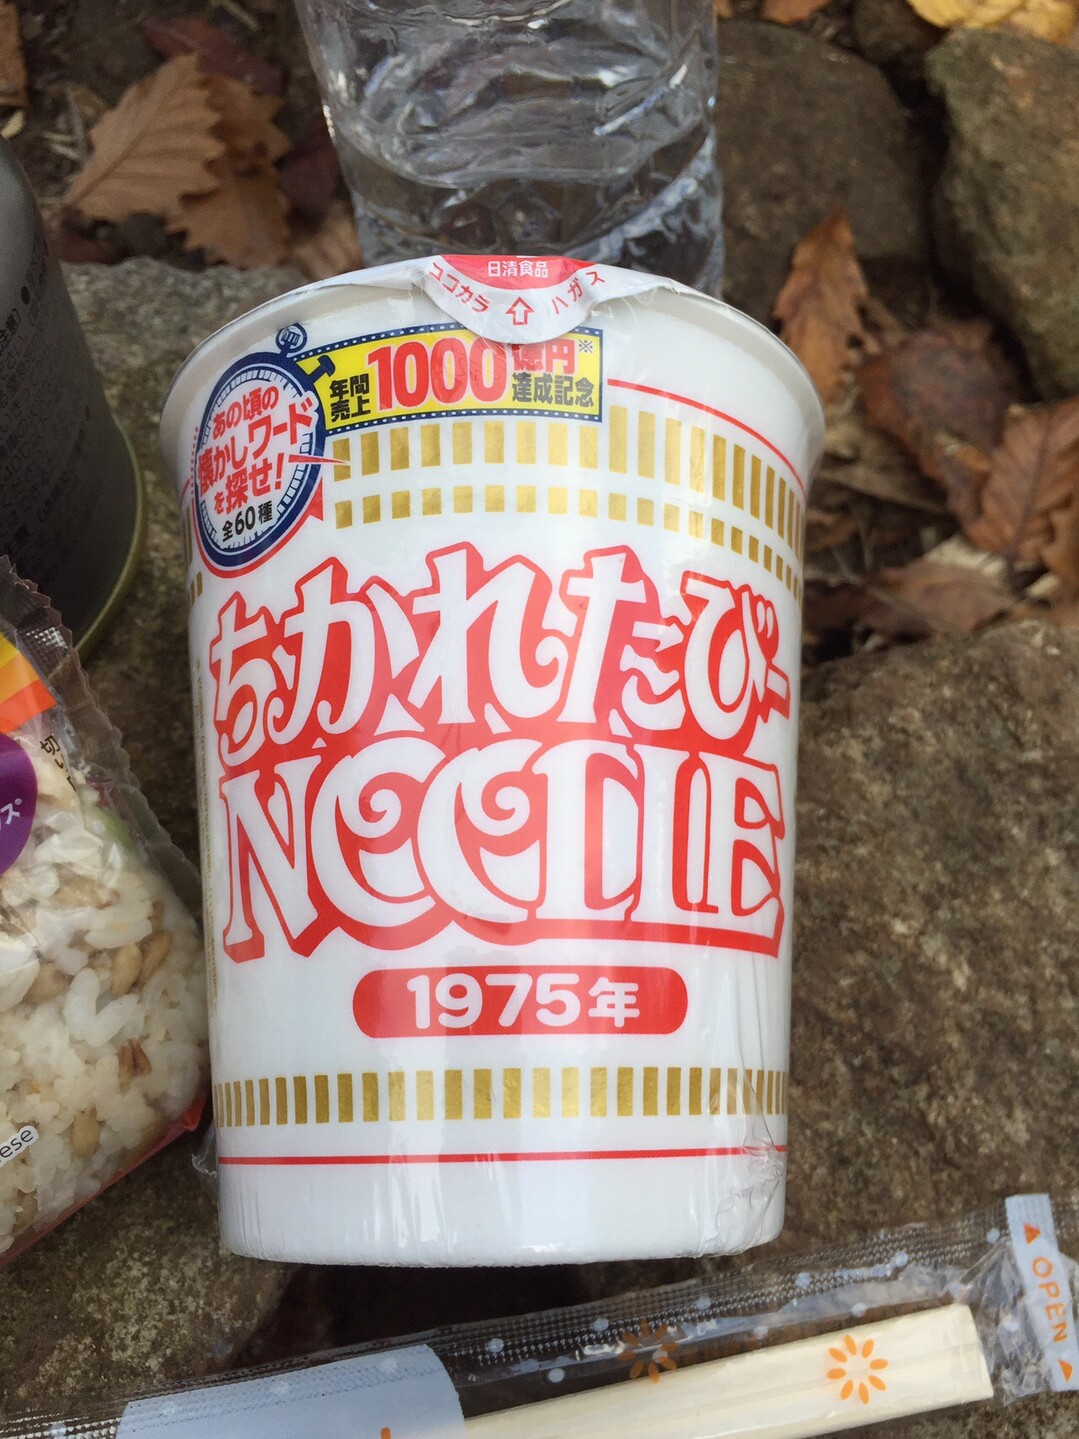 日清食品
ココカラ ハガス
年間
売上
1000億円※
達成記念
あの頃の
懐かしワード
を探せ!
全60種
ちかれたびー
NOODLE
1975年
OPEN